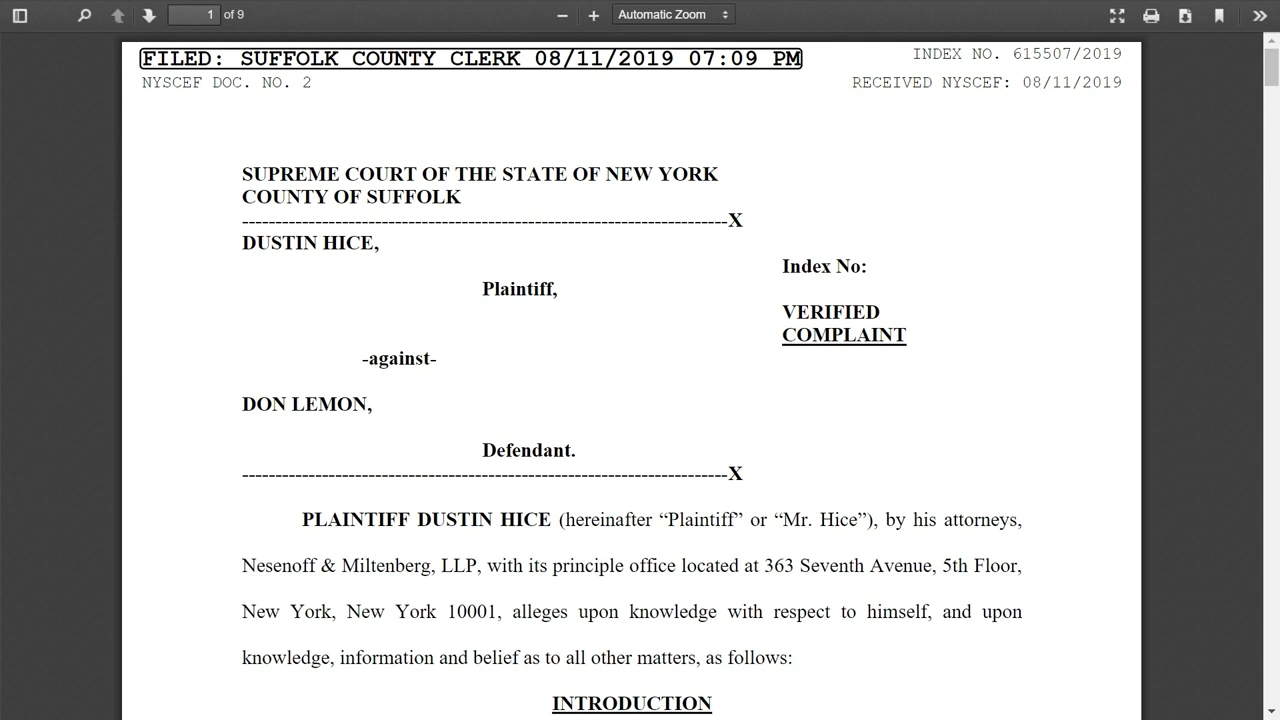 1 of 9
Automatic Zoom
FILED: SUFFOLK COUNTY CLERK 08/11/2019 07:09 PM
INDEX NO. 615507/2019
NYSCEF DOC. NO. 2
RECEIVED NYSCEF: 08/11/2019
SUPREME COURT OF THE STATE OF NEW YORK
COUNTY OF SUFFOLK
--------------------------------------------------------------------------X
DUSTIN HICE,
Index No:
Plaintiff,
VERIFIED
COMPLAINT
-against-
DON LEMON,
Defendant.
--------------------------------------------------------------------------X
PLAINTIFF DUSTIN HICE (hereinafter “Plaintiff” or “Mr. Hice”), by his attorneys,
Nesenoff & Miltenberg, LLP, with its principle office located at 363 Seventh Avenue, 5th Floor,
New York, New York 10001, alleges upon knowledge with respect to himself, and upon
knowledge, information and belief as to all other matters, as follows:
INTRODUCTION